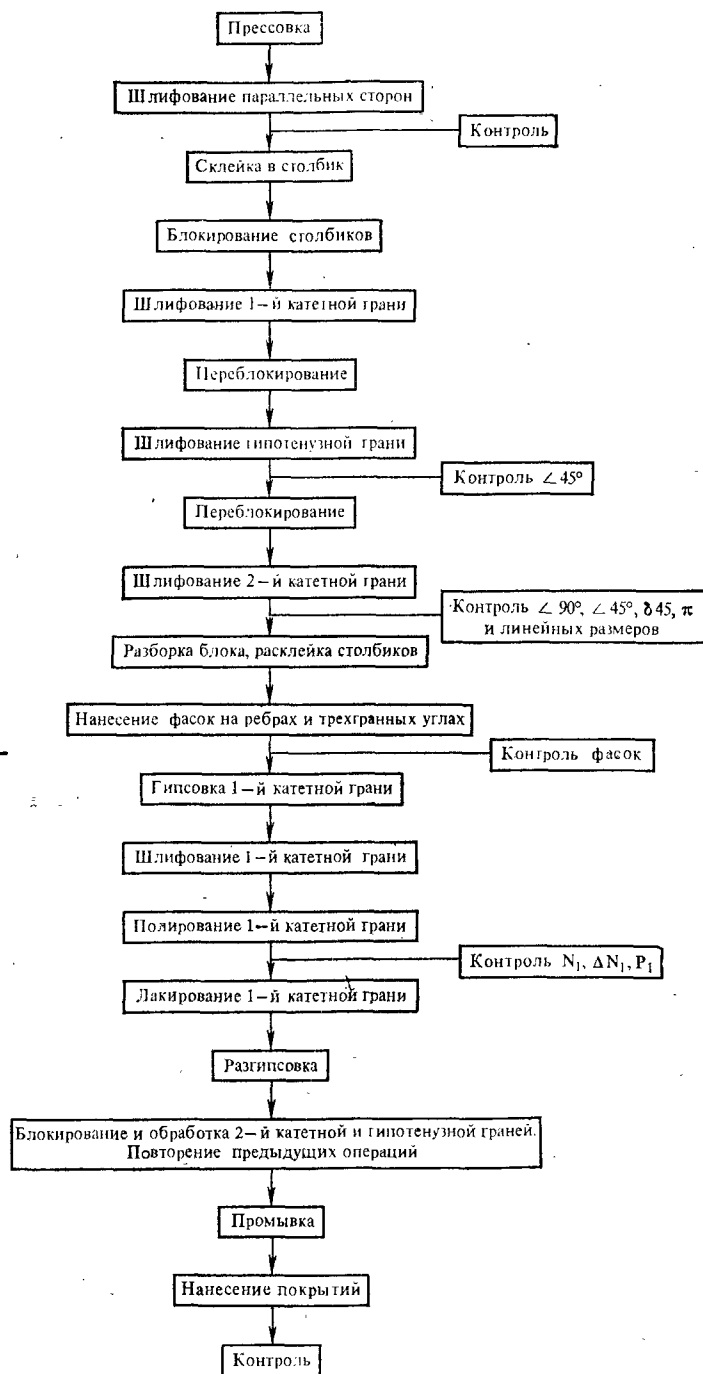 Прессовка
Шлифование параллельных сторон
Контроль
Склейка в столбик
Блокирование столбиков
Шлифование 1-й катетной грани
Переблокирование
Шлифование гипотенузной грани
Контроль ∠45°
Переблокирование
Шлифование 2-й катетной грани
Контроль ∠ 90°, ∠ 45°, δ45, π
и линейных размеров
Разборка блока, расклейка столбиков
Нанесение фасок на ребрах и трехгранных углах
Контроль фасок
Гипсовка 1-й катетной грани
Шлифование 1-й катетной грани
Полирование 1-й катетной грани
Контроль N₁, ΔN₁, P₁
Лакирование 1-й катетной грани
Разгипсовка
Блокирование и обработка 2-й катетной и гипотенузной граней.
Повторение предыдущих операций
Промывка
Нанесение покрытий
Контроль